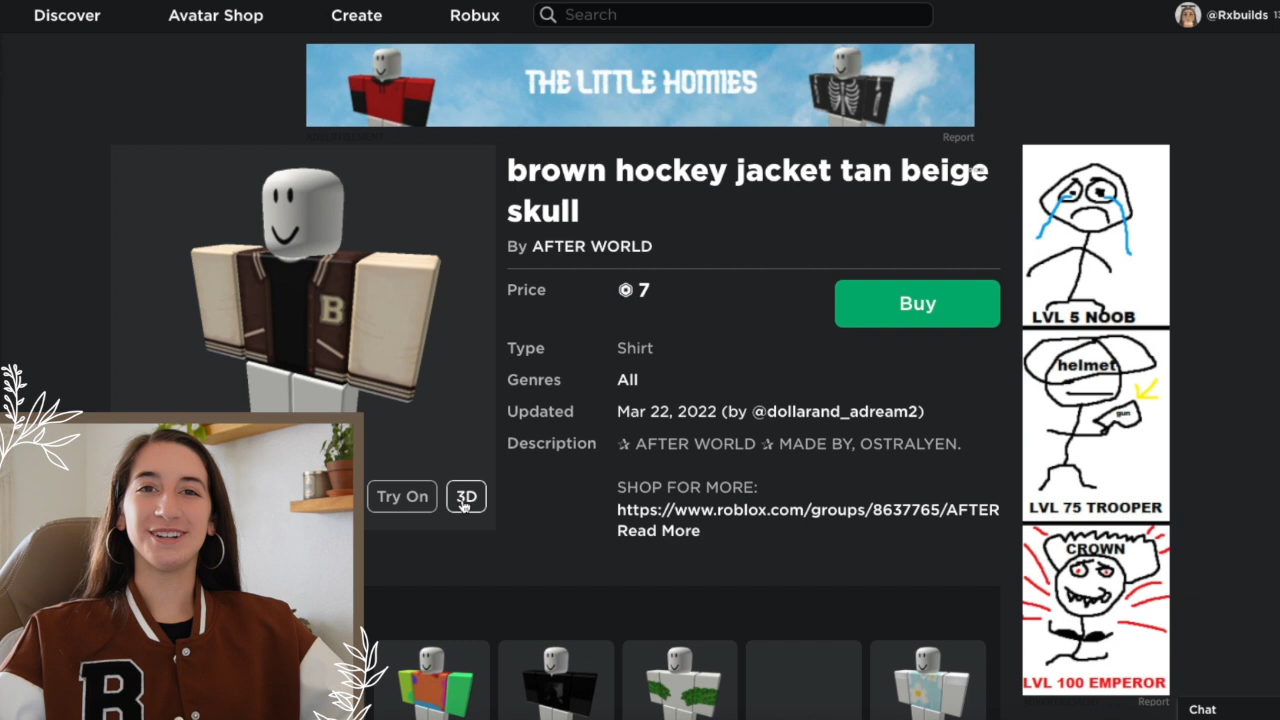 Discover Avatar Shop Create Robux Search @Rxbuilds
THE LITTLE HOMIES
ADVERTISEMENT
Report
brown hockey jacket tan beige
skull
By AFTER WORLD
Price 7
Buy
Type Shirt
Genres All
Updated Mar 22, 2022 (by @dollarand_adream2)
Description ✰ AFTER WORLD ✰ MADE BY, OSTRALYEN.
SHOP FOR MORE:
https://www.roblox.com/groups/8637765/AFTER
Read More
Try On 3D
B
B
LVL 5 NOOB
helmet
gun
LVL 75 TROOPER
CROWN
LVL 100 EMPEROR
Report
Chat